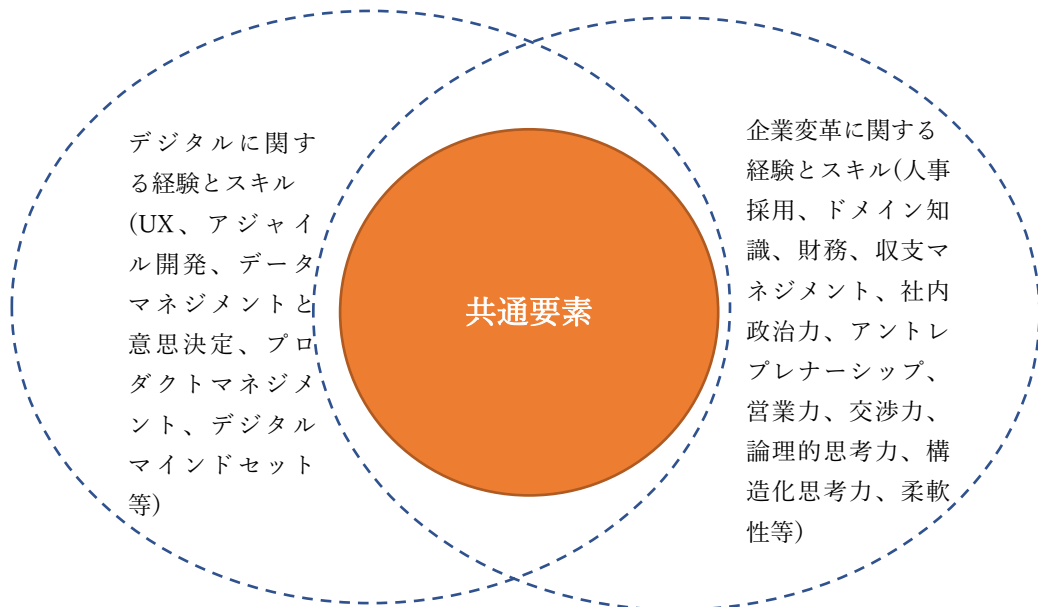 デジタルに関す
る経験とスキル
(UX、アジャイ
ル開発、データ
マネジメントと
意思決定、プロ
ダクトマネジメ
ント、デジタル
マインドセット
等)
共通要素
企業変革に関する
経験とスキル(人事
採用、ドメイン知
識、財務、収支マ
ネジメント、社内
政治力、アントレ
プレナーシップ、
営業力、交渉力、
論理的思考力、構
造化思考力、柔軟
性等)